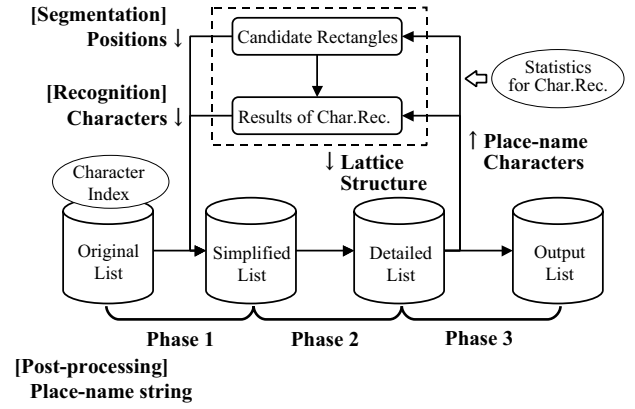 [Segmentation]
Positions ↓
Candidate Rectangles
Statistics
for Char.Rec.
[Recognition]
Characters ↓
Results of Char.Rec.
↓ Lattice
Structure
↑ Place-name
Characters
Character
Index
Original
List
Simplified
List
Detailed
List
Output
List
Phase 1
Phase 2
Phase 3
[Post-processing]
Place-name string